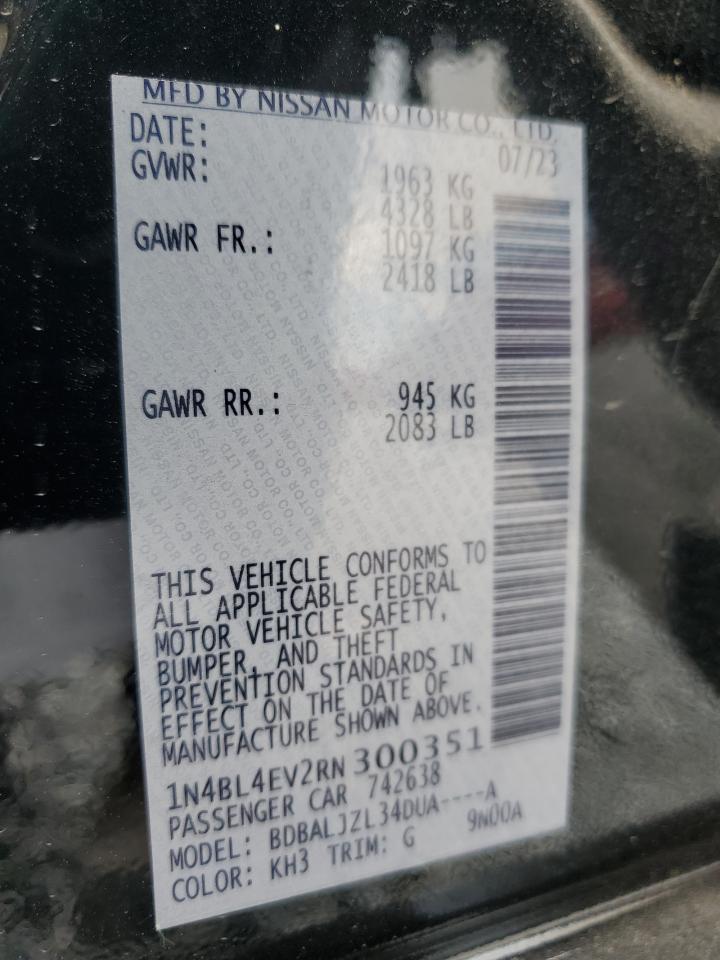 MFD BY NISSAN MOTOR CO., LTD.
DATE: 07/23
GVWR: 1963 KG
4328 LB
GAWR FR.: 1097 KG
2418 LB
GAWR RR.: 945 KG
2083 LB
THIS VEHICLE CONFORMS TO
ALL APPLICABLE FEDERAL
MOTOR VEHICLE SAFETY,
BUMPER, AND THEFT
PREVENTION STANDARDS IN
EFFECT ON THE DATE OF
MANUFACTURE SHOWN ABOVE.
1N4BL4EV2RN300351
PASSENGER CAR 742638
MODEL: BDBALJZL34DUA----A
COLOR: KH3 TRIM: G 9N00A